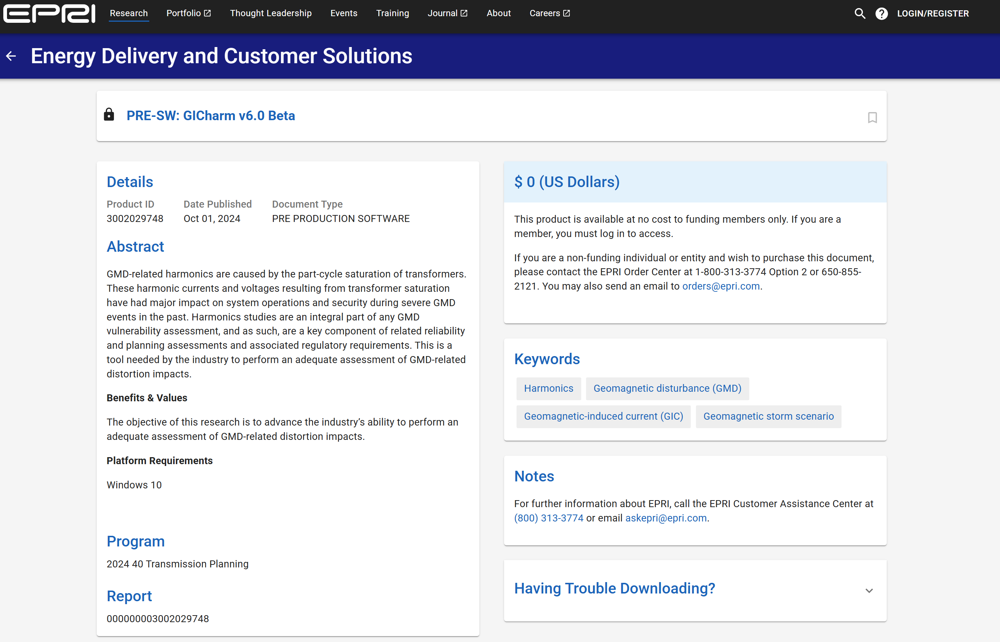 EPRI
Research
Portfolio
Thought Leadership
Events
Training
Journal
About
Careers
?
LOGIN/REGISTER
Energy Delivery and Customer Solutions
PRE-SW: GICharm v6.0 Beta
Details
Product ID
Date Published
Document Type
3002029748
Oct 01, 2024
PRE PRODUCTION SOFTWARE
Abstract
GMD-related harmonics are caused by the part-cycle saturation of transformers.
These harmonic currents and voltages resulting from transformer saturation
have had major impact on system operations and security during severe GMD
events in the past. Harmonics studies are an integral part of any GMD
vulnerability assessment, and as such, are a key component of related reliability
and planning assessments and associated regulatory requirements. This is a
tool needed by the industry to perform an adequate assessment of GMD-related
distortion impacts.
Benefits & Values
The objective of this research is to advance the industry’s ability to perform an
adequate assessment of GMD-related distortion impacts.
Platform Requirements
Windows 10
Program
2024 40 Transmission Planning
Report
000000003002029748
$ 0 (US Dollars)
This product is available at no cost to funding members only. If you are a
member, you must log in to access.
If you are a non-funding individual or entity and wish to purchase this document,
please contact the EPRI Order Center at 1-800-313-3774 Option 2 or 650-855-
2121. You may also send an email to orders@epri.com.
Keywords
Harmonics
Geomagnetic disturbance (GMD)
Geomagnetic-induced current (GIC)
Geomagnetic storm scenario
Notes
For further information about EPRI, call the EPRI Customer Assistance Center at
(800) 313-3774 or email askepri@epri.com.
Having Trouble Downloading?